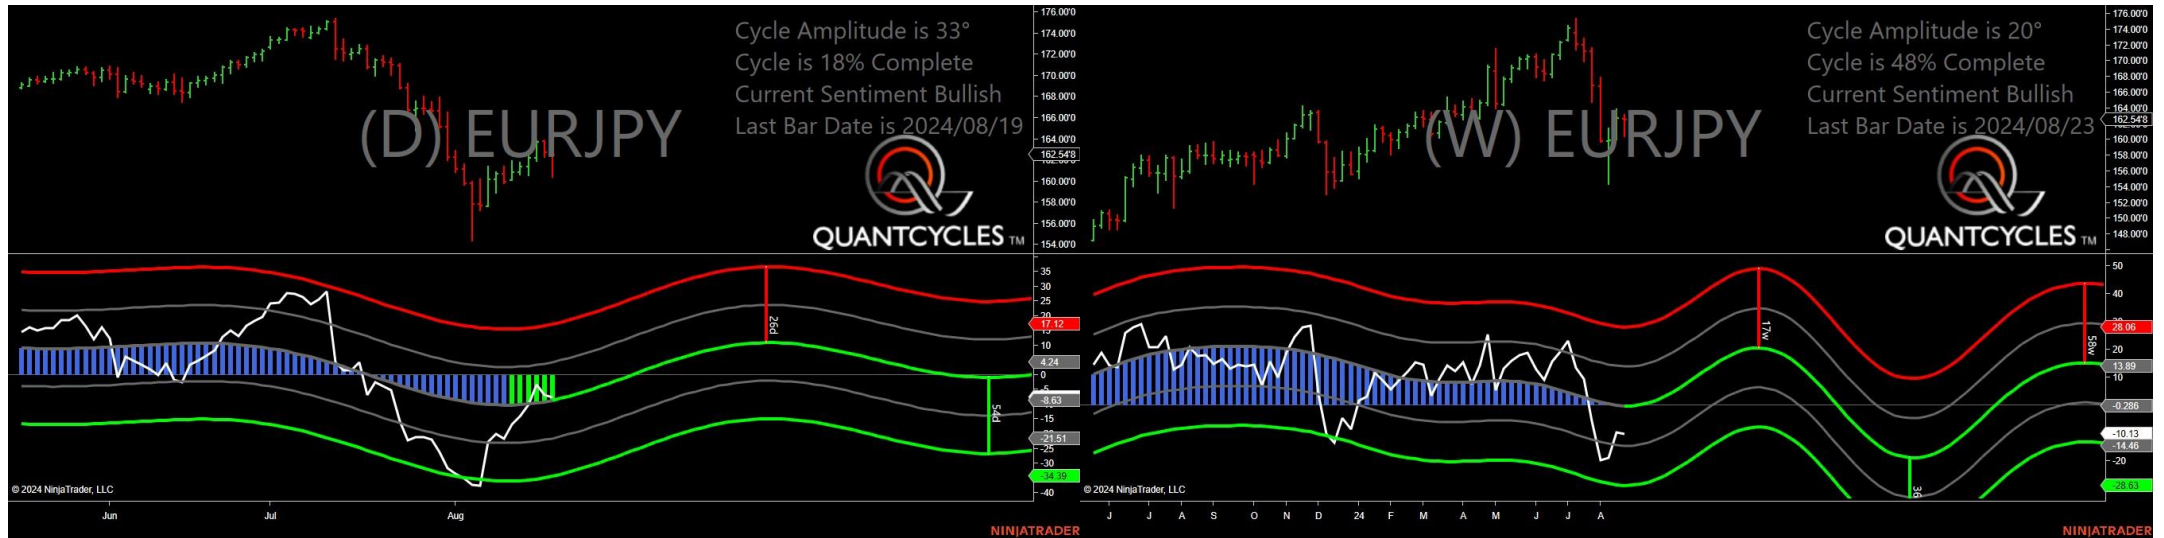 Cycle Amplitude is 33°
Cycle is 18% Complete
Current Sentiment Bullish
Last Bar Date is 2024/08/19
(D) EURJPY
QUANTCYCLES TM
176.00'0
174.00'0
172.00'0
170.00'0
168.00'0
166.00'0
164.00'0
162.54'8
160.00'0
158.00'0
156.00'0
154.00'0
35
30
25
20
17.12
10
4.24
0
-5
-8.63
-15
-21.51
-25
-30
-34.39
-40
26d
54d
© 2024 NinjaTrader, LLC
Jun
Jul
Aug
NINJATRADER
Cycle Amplitude is 20°
Cycle is 48% Complete
Current Sentiment Bullish
Last Bar Date is 2024/08/23
(W) EURJPY
QUANTCYCLES TM
176.00'0
174.00'0
172.00'0
170.00'0
168.00'0
166.00'0
164.00'0
162.54'8
160.00'0
158.00'0
156.00'0
154.00'0
152.00'0
150.00'0
148.00'0
50
40
28.06
20
13.89
10
-0.286
-10.13
-14.46
-20
-28.63
17w
36
58w
© 2024 NinjaTrader, LLC
J
J
A
S
O
N
D
24
F
M
A
M
J
J
A
NINJATRADER